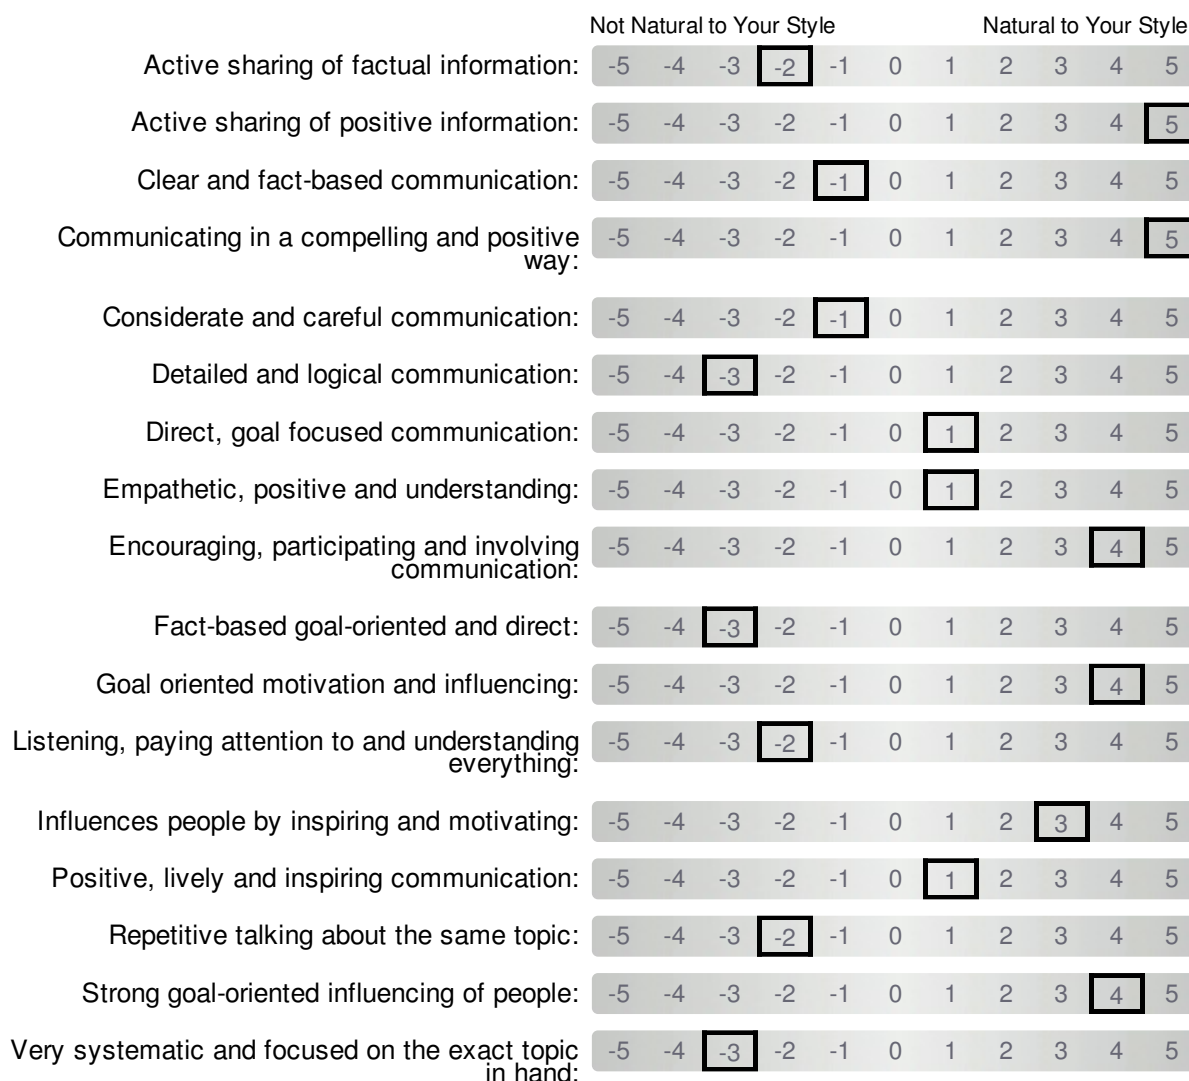 Not Natural to Your Style Natural to Your Style
Active sharing of factual information: -5 -4 -3 -2 -1 0 1 2 3 4 5
Active sharing of positive information: -5 -4 -3 -2 -1 0 1 2 3 4 5
Clear and fact-based communication: -5 -4 -3 -2 -1 0 1 2 3 4 5
Communicating in a compelling and positive -5 -4 -3 -2 -1 0 1 2 3 4 5
way:
Considerate and careful communication: -5 -4 -3 -2 -1 0 1 2 3 4 5
Detailed and logical communication: -5 -4 -3 -2 -1 0 1 2 3 4 5
Direct, goal focused communication: -5 -4 -3 -2 -1 0 1 2 3 4 5
Empathetic, positive and understanding: -5 -4 -3 -2 -1 0 1 2 3 4 5
Encouraging, participating and involving -5 -4 -3 -2 -1 0 1 2 3 4 5
communication:
Fact-based goal-oriented and direct: -5 -4 -3 -2 -1 0 1 2 3 4 5
Goal oriented motivation and influencing: -5 -4 -3 -2 -1 0 1 2 3 4 5
Listening, paying attention to and understanding -5 -4 -3 -2 -1 0 1 2 3 4 5
everything:
Influences people by inspiring and motivating: -5 -4 -3 -2 -1 0 1 2 3 4 5
Positive, lively and inspiring communication: -5 -4 -3 -2 -1 0 1 2 3 4 5
Repetitive talking about the same topic: -5 -4 -3 -2 -1 0 1 2 3 4 5
Strong goal-oriented influencing of people: -5 -4 -3 -2 -1 0 1 2 3 4 5
Very systematic and focused on the exact topic -5 -4 -3 -2 -1 0 1 2 3 4 5
in hand: